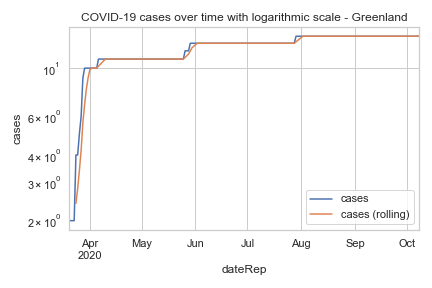 COVID-19 cases over time with logarithmic scale - Greenland
cases
10¹
6 × 10⁰
4 × 10⁰
3 × 10⁰
2 × 10⁰
cases
cases (rolling)
Apr May Jun Jul Aug Sep Oct
2020
dateRep